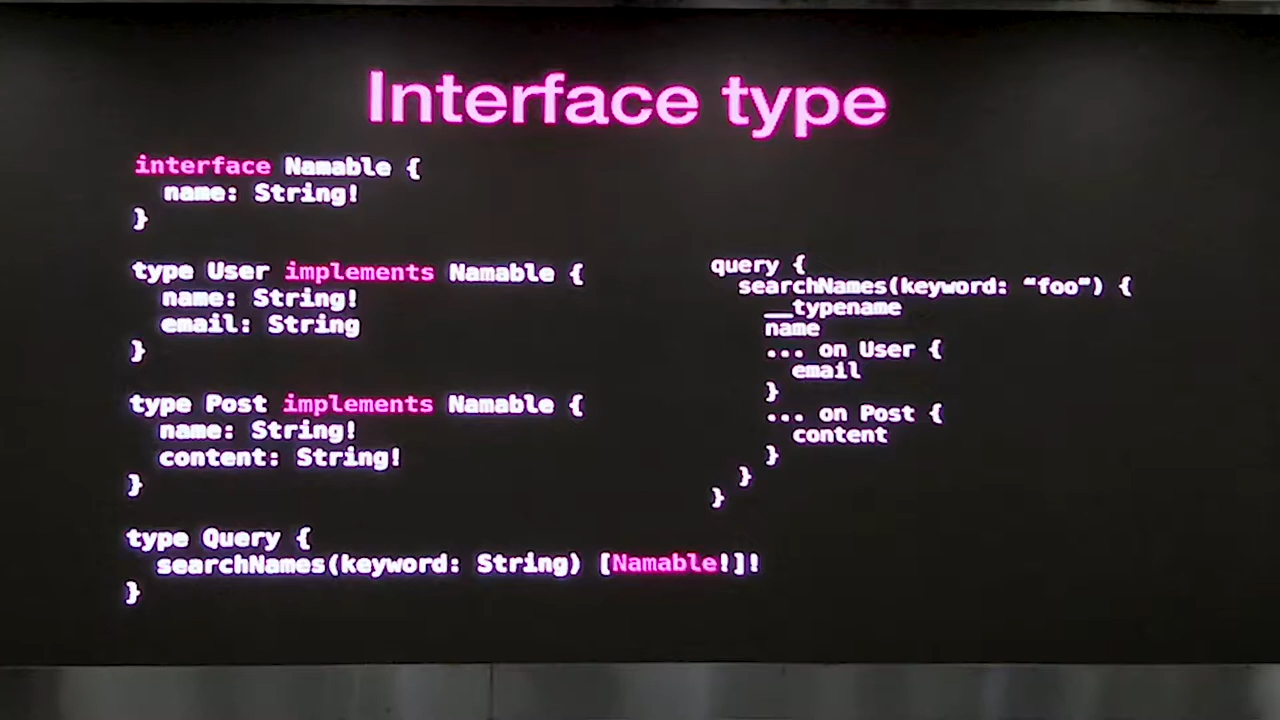 Interface type
interface Namable {
  name: String!
}
type User implements Namable {
  name: String!
  email: String
}
type Post implements Namable {
  name: String!
  content: String!
}
type Query {
  searchNames(keyword: String) [Namable!]!
}
query {
  searchNames(keyword: “foo”) {
    __typename
    name
    ... on User {
      email
    }
    ... on Post {
      content
    }
  }
}